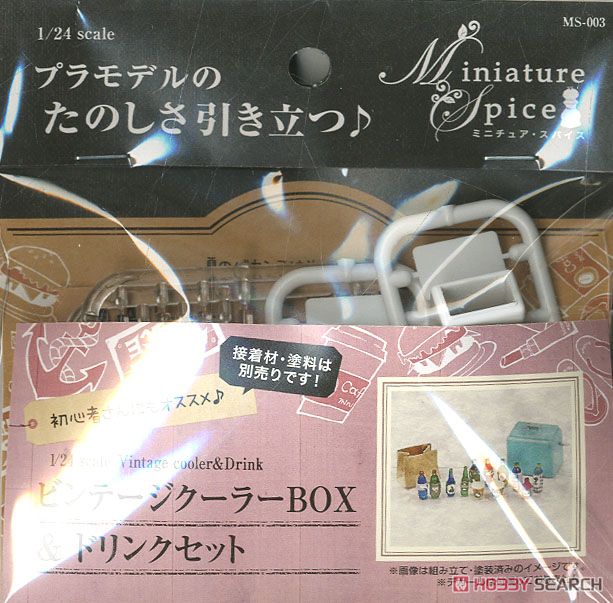 1/24 scale
MS-003
プラモデルの
たのしさ引き立つ♪
Miniature
Spice
ミニチュア・スパイス
接着材・塗料は
別売りです!
初心者さんにもオススメ♪
1/24 scale Vintage cooler&Drink
ビンテージクーラーBOX
&ドリンクセット
※画像は組み立て・塗装済みのイメージです
HOBBY SEARCH